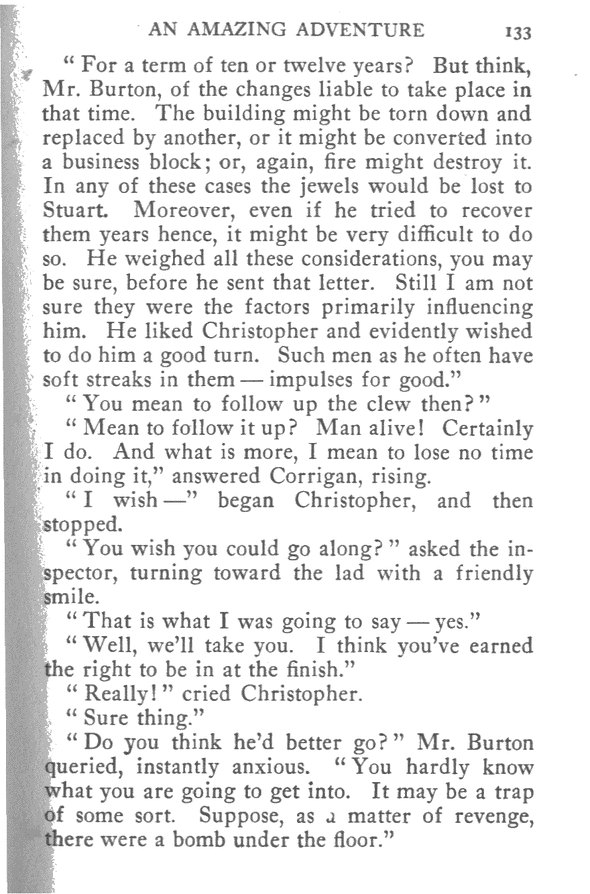 AN AMAZING ADVENTURE 133
“ For a term of ten or twelve years? But think,
Mr. Burton, of the changes liable to take place in
that time. The building might be torn down and
replaced by another, or it might be converted into
a business block; or, again, fire might destroy it.
In any of these cases the jewels would be lost to
Stuart. Moreover, even if he tried to recover
them years hence, it might be very difficult to do
so. He weighed all these considerations, you may
be sure, before he sent that letter. Still I am not
sure they were the factors primarily influencing
him. He liked Christopher and evidently wished
to do him a good turn. Such men as he often have
soft streaks in them — impulses for good.”
“ You mean to follow up the clew then? ”
“ Mean to follow it up? Man alive! Certainly
I do. And what is more, I mean to lose no time
in doing it,” answered Corrigan, rising.
“ I wish —” began Christopher, and then
stopped.
“ You wish you could go along? ” asked the in-
spector, turning toward the lad with a friendly
smile.
“ That is what I was going to say — yes.”
“ Well, we’ll take you. I think you’ve earned
the right to be in at the finish.”
“ Really! ” cried Christopher.
“ Sure thing.”
“ Do you think he’d better go? ” Mr. Burton
queried, instantly anxious. “ You hardly know
what you are going to get into. It may be a trap
of some sort. Suppose, as a matter of revenge,
there were a bomb under the floor.”